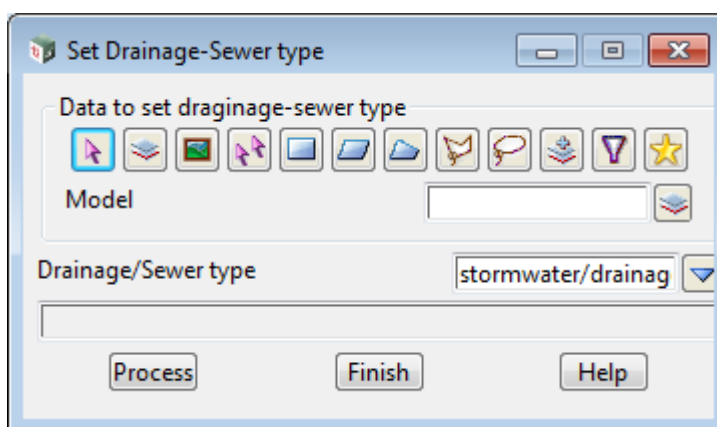 Set Drainage-Sewer type
Data to set draginage-sewer type
Model
Drainage/Sewer type stormwater/drainag
Process Finish Help